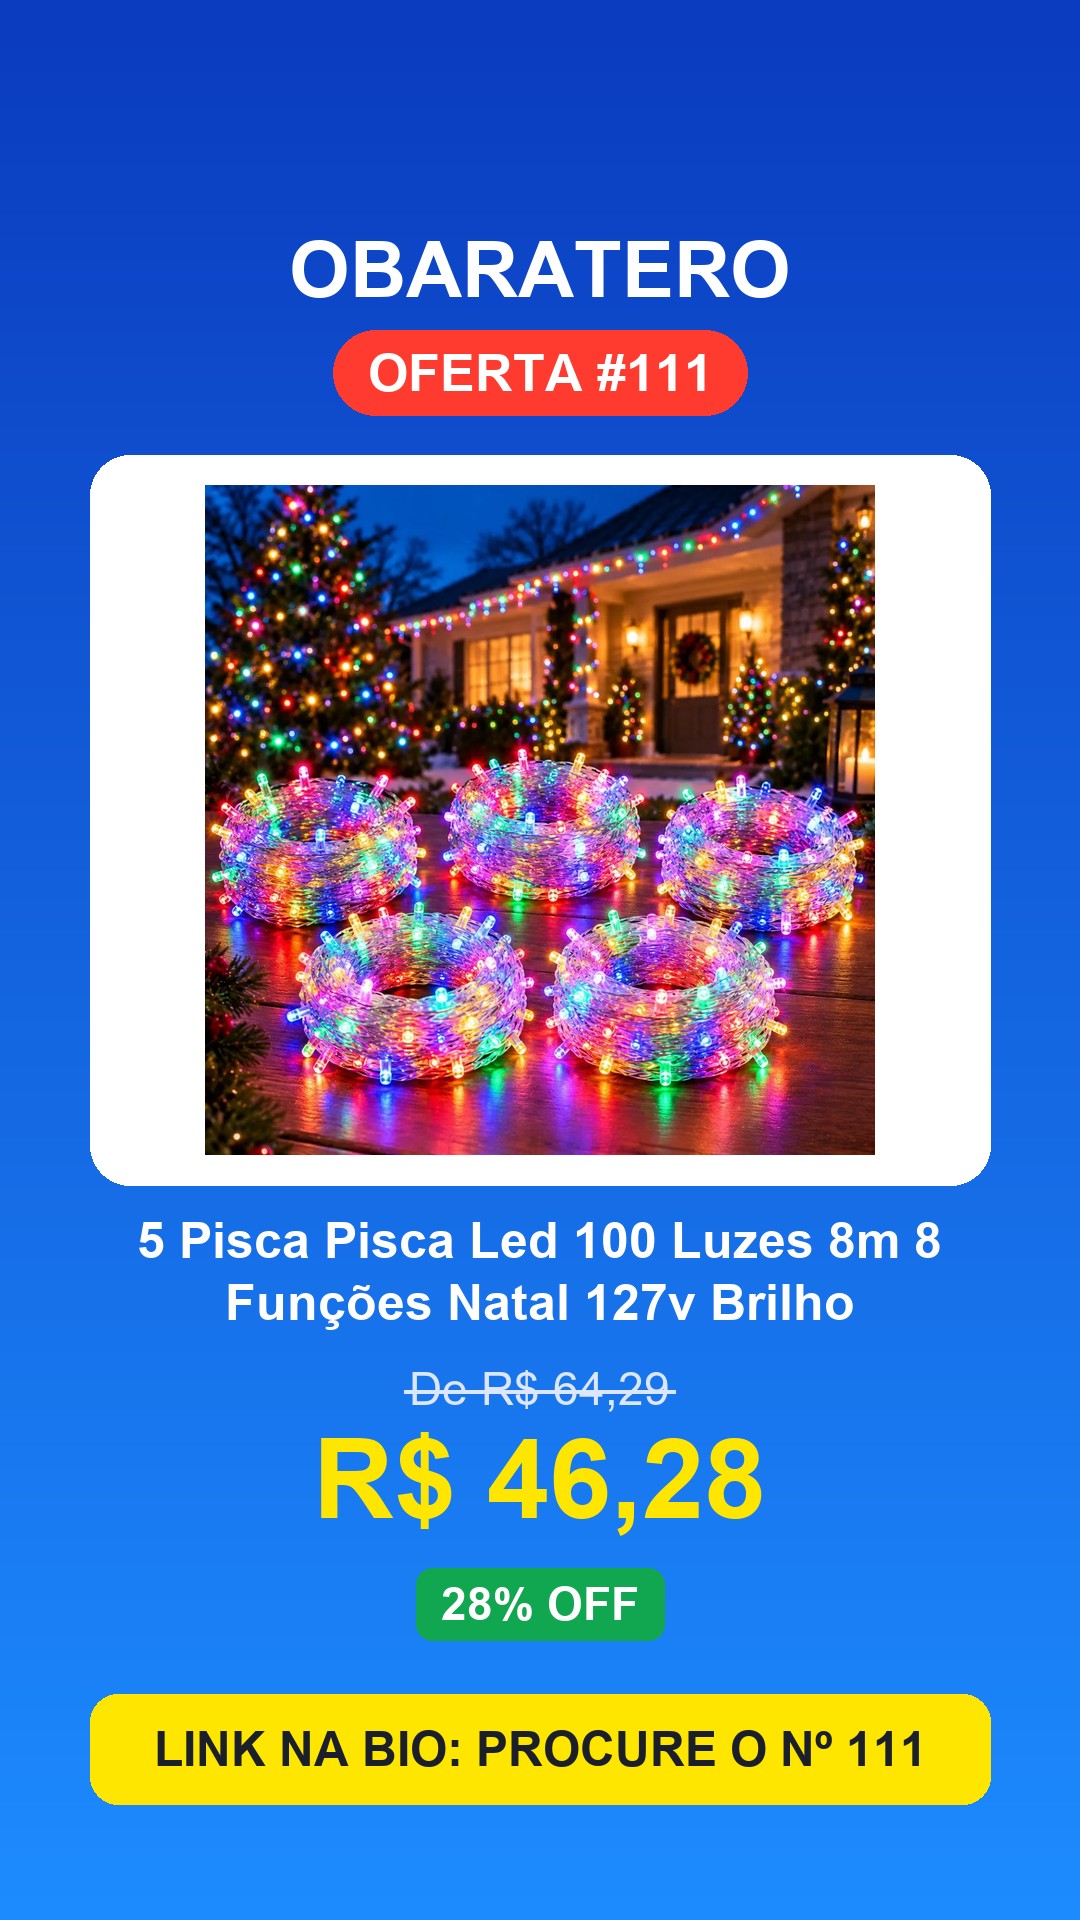 OBARATERO
OFERTA #111
5 Pisca Pisca Led 100 Luzes 8m 8
Funções Natal 127v Brilho
De R$ 64,29
R$ 46,28
28% OFF
LINK NA BIO: PROCURE O Nº 111